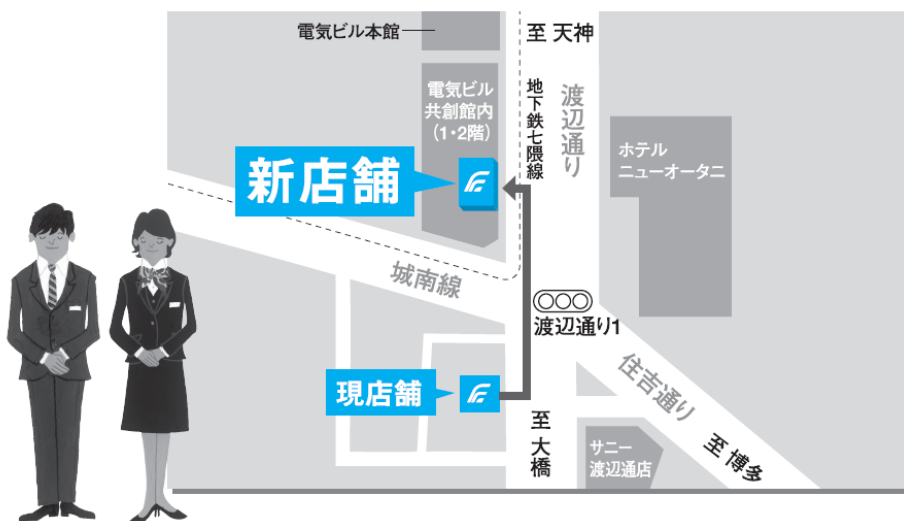 電気ビル本館
至 天神
電気ビル
共創館内
（1・2階）
地下鉄七隈線
渡辺通り
ホテル
ニューオータニ
新店舗
城南線
渡辺通り1
住吉通り
現店舗
至 大橋
サニー
渡辺通店
至 博多